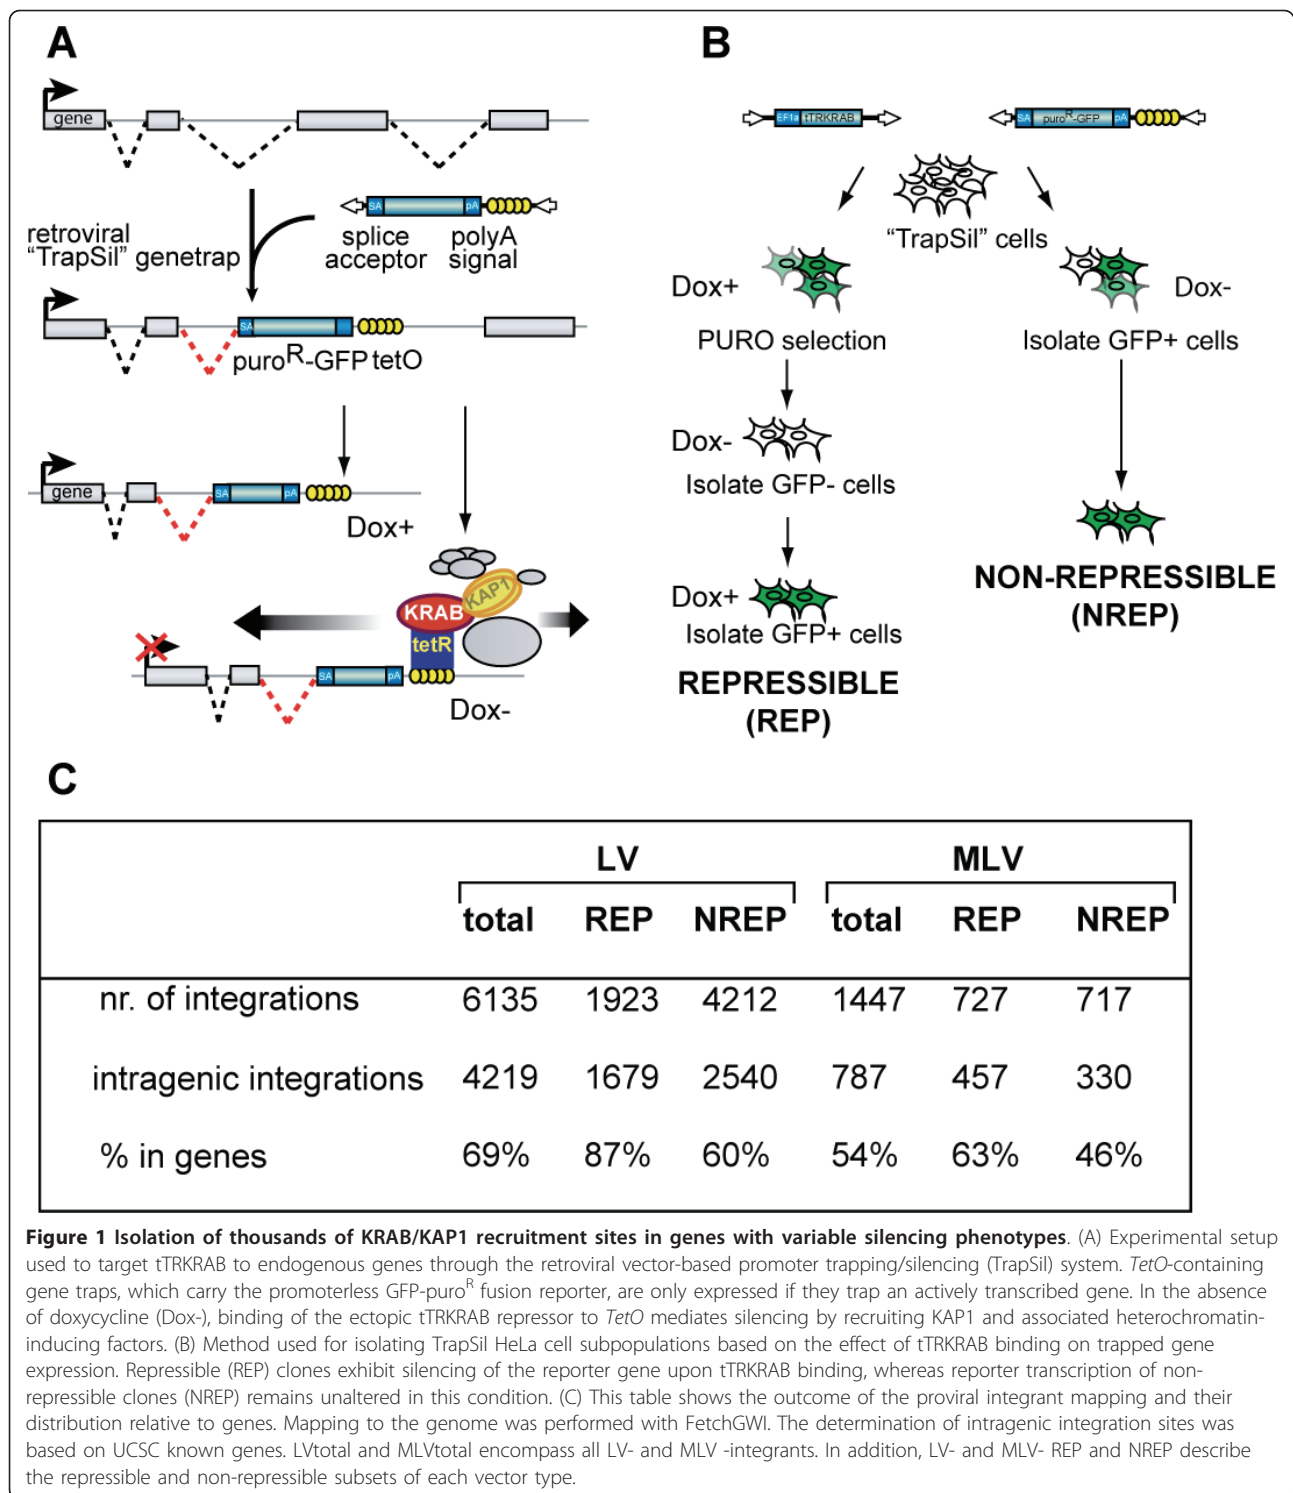 A
gene
retroviral
"TrapSil" genetrap
SA
pA
splice
acceptor
polyA
signal
SA
puroR-GFP tetO
gene
SA
pA
Dox+
KAP1
KRAB
tetR
SA
pA
Dox-
B
EF1a tTRKRAB
SA puroR-GFP pA
"TrapSil" cells
Dox+
PURO selection
Dox-
Isolate GFP- cells
Dox+
Isolate GFP+ cells
REPRESSIBLE
(REP)
Dox-
Isolate GFP+ cells
NON-REPRESSIBLE
(NREP)
C
LV MLV
total REP NREP total REP NREP
nr. of integrations 6135 1923 4212 1447 727 717
intragenic integrations 4219 1679 2540 787 457 330
% in genes 69% 87% 60% 54% 63% 46%
Figure 1 Isolation of thousands of KRAB/KAP1 recruitment sites in genes with variable silencing phenotypes. (A) Experimental setup
used to target tTRKRAB to endogenous genes through the retroviral vector-based promoter trapping/silencing (TrapSil) system. TetO-containing
gene traps, which carry the promoterless GFP-puroR fusion reporter, are only expressed if they trap an actively transcribed gene. In the absence
of doxycycline (Dox-), binding of the ectopic tTRKRAB repressor to TetO mediates silencing by recruiting KAP1 and associated heterochromatin-
inducing factors. (B) Method used for isolating TrapSil HeLa cell subpopulations based on the effect of tTRKRAB binding on trapped gene
expression. Repressible (REP) clones exhibit silencing of the reporter gene upon tTRKRAB binding, whereas reporter transcription of non-
repressible clones (NREP) remains unaltered in this condition. (C) This table shows the outcome of the proviral integrant mapping and their
distribution relative to genes. Mapping to the genome was performed with FetchGWI. The determination of intragenic integration sites was
based on UCSC known genes. LVtotal and MLVtotal encompass all LV- and MLV -integrants. In addition, LV- and MLV- REP and NREP describe
the repressible and non-repressible subsets of each vector type.